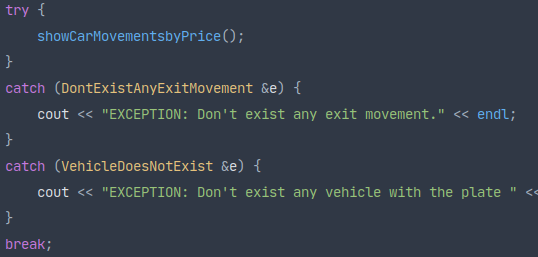 try {
    showCarMovementsbyPrice();
}
catch (DontExistAnyExitMovement &e) {
    cout << "EXCEPTION: Don't exist any exit movement." << endl;
}
catch (VehicleDoesNotExist &e) {
    cout << "EXCEPTION: Don't exist any vehicle with the plate " <<
}
break;